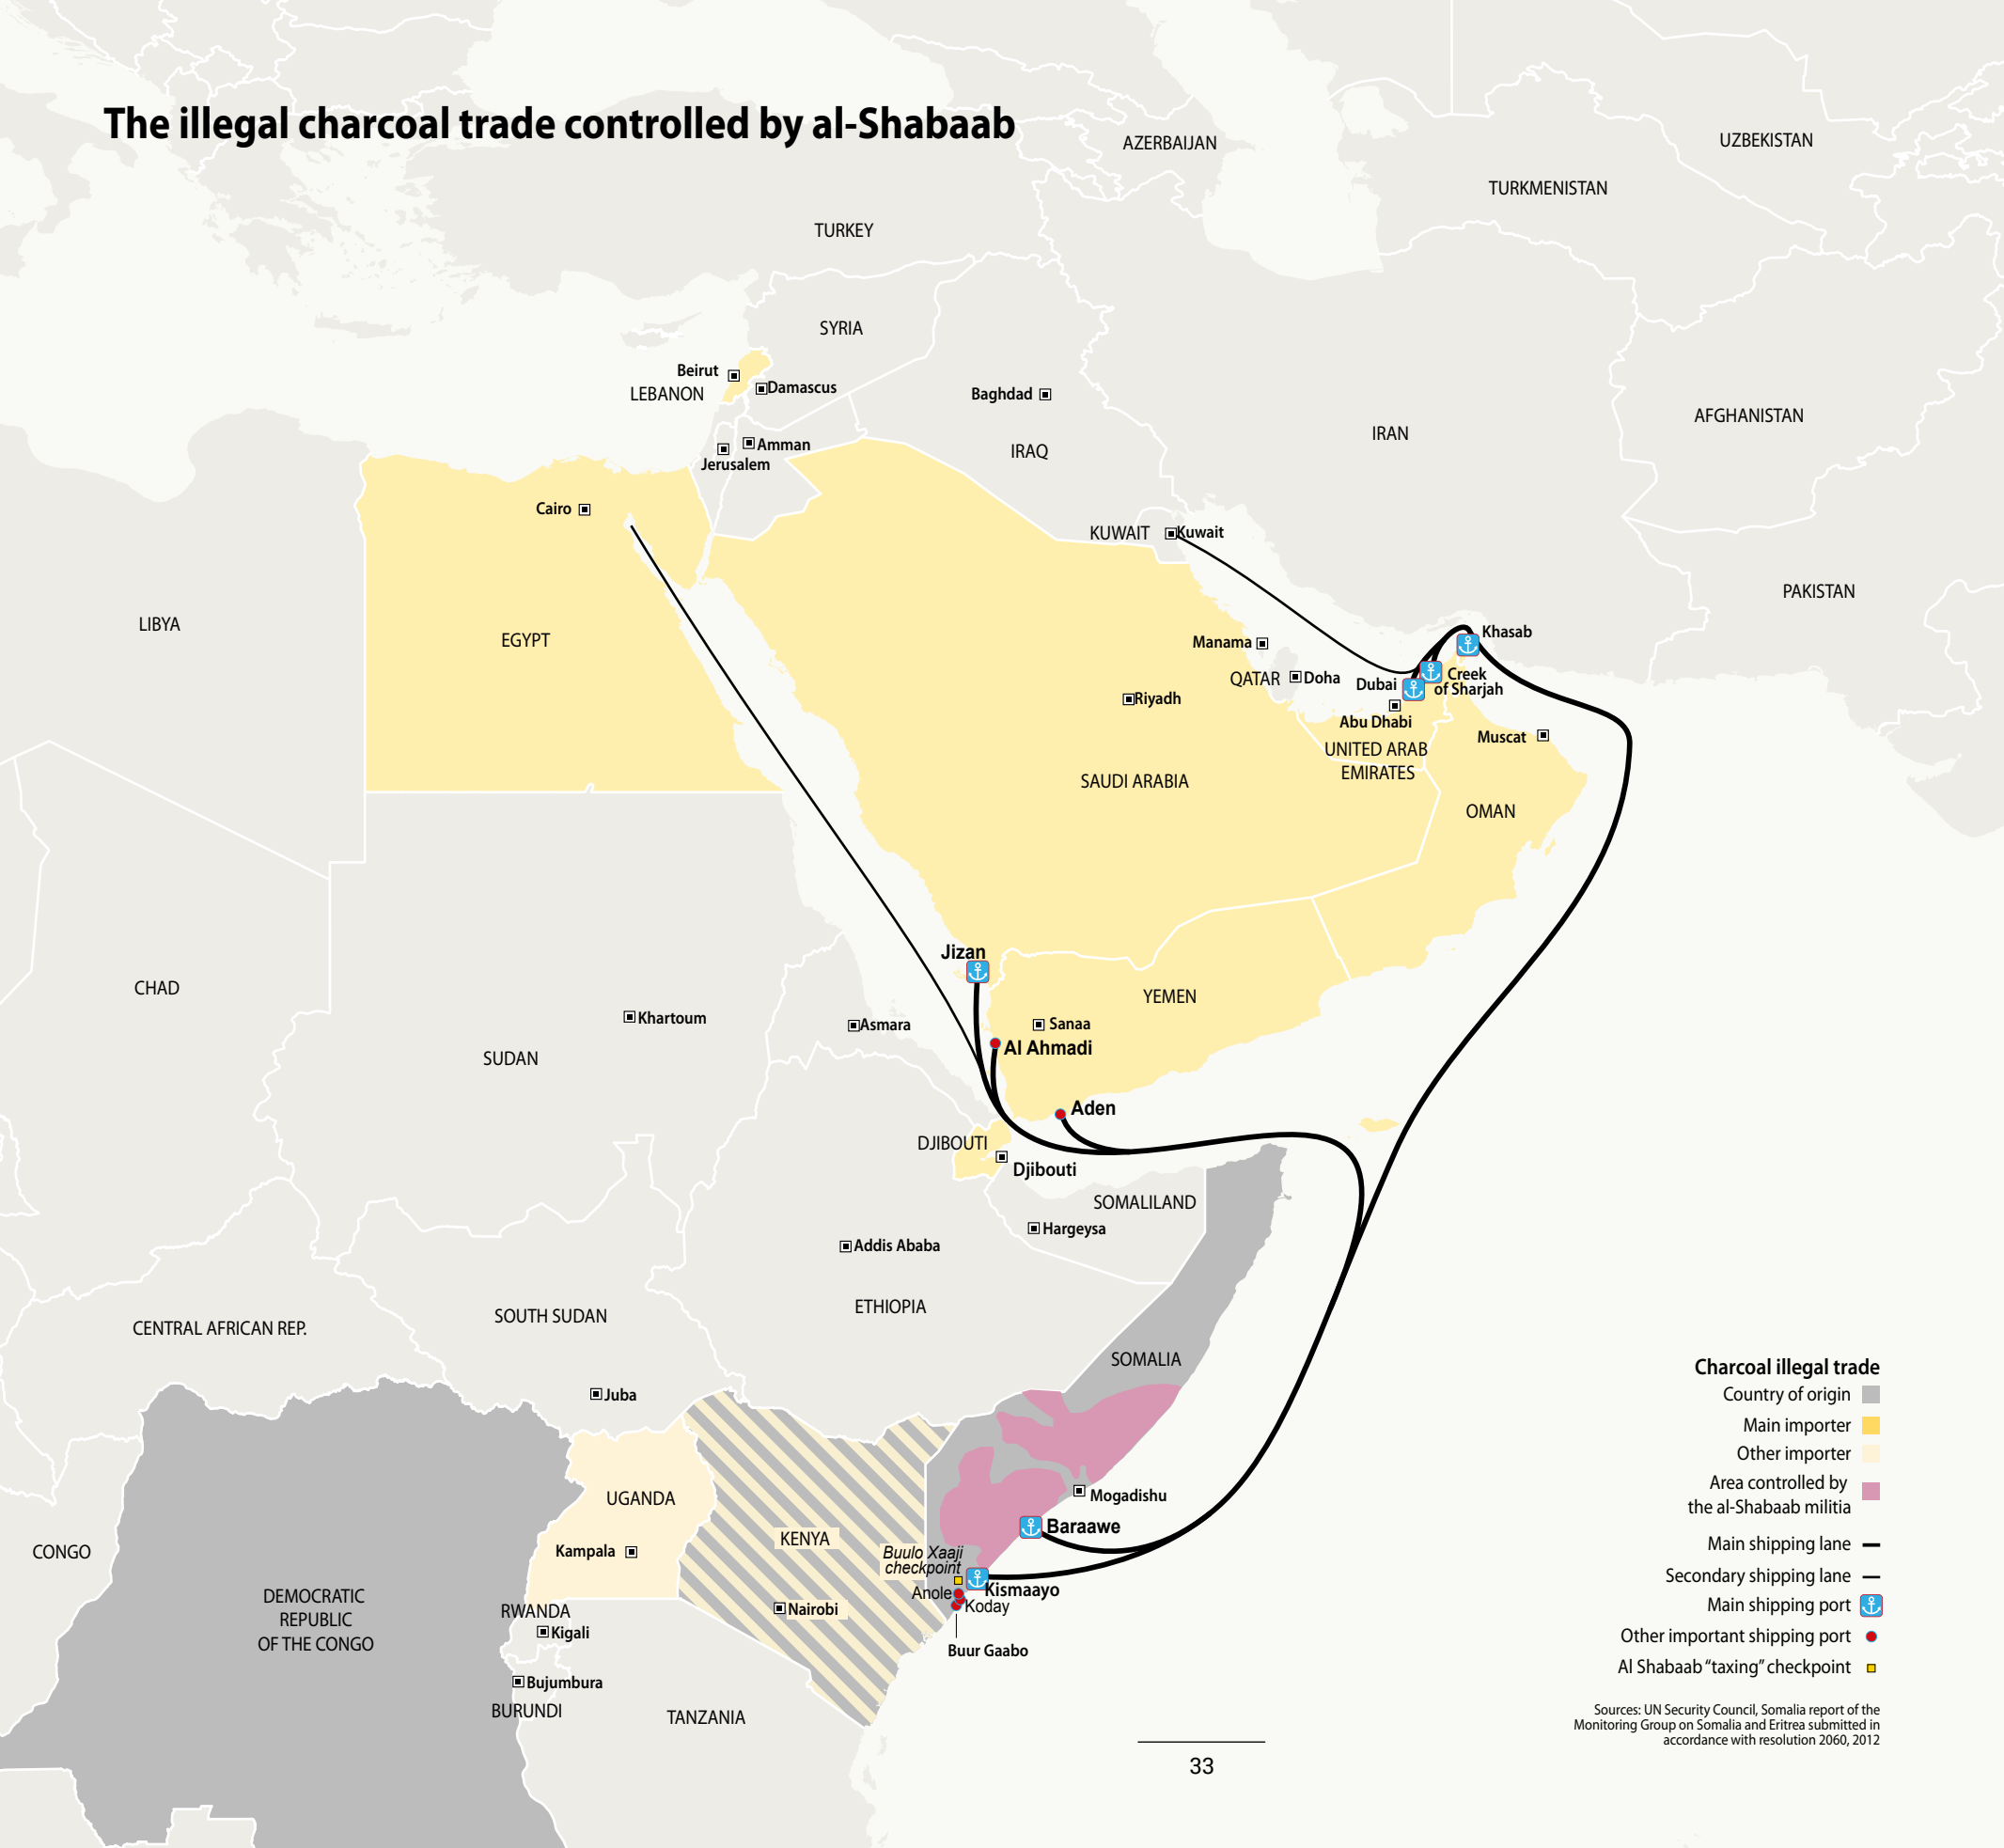 The illegal charcoal trade controlled by al-Shabaab
AZERBAIJAN
UZBEKISTAN
TURKMENISTAN
TURKEY
SYRIA
Beirut
LEBANON
Damascus
Baghdad
AFGHANISTAN
IRAN
Amman
Jerusalem
IRAQ
Cairo
KUWAIT
Kuwait
PAKISTAN
LIBYA
EGYPT
Khasab
Manama
QATAR
Doha
Dubai
Creek
of Sharjah
Riyadh
Abu Dhabi
Muscat
UNITED ARAB
EMIRATES
SAUDI ARABIA
OMAN
Jizan
CHAD
YEMEN
Khartoum
Asmara
Sanaa
Al Ahmadi
SUDAN
Aden
DJIBOUTI
Djibouti
SOMALILAND
Hargeysa
Addis Ababa
ETHIOPIA
SOUTH SUDAN
CENTRAL AFRICAN REP.
SOMALIA
Juba
UGANDA
Mogadishu
Baraawe
KENYA
CONGO
Kampala
Buulo Xaaji
checkpoint
Kismaayo
Anole
Koday
DEMOCRATIC
REPUBLIC
OF THE CONGO
RWANDA
Nairobi
Kigali
Buur Gaabo
Bujumbura
BURUNDI
TANZANIA
Charcoal illegal trade
Country of origin
Main importer
Other importer
Area controlled by
the al-Shabaab militia
Main shipping lane
Secondary shipping lane
Main shipping port
Other important shipping port
Al Shabaab “taxing” checkpoint
Sources: UN Security Council, Somalia report of the
Monitoring Group on Somalia and Eritrea submitted in
accordance with resolution 2060, 2012
33